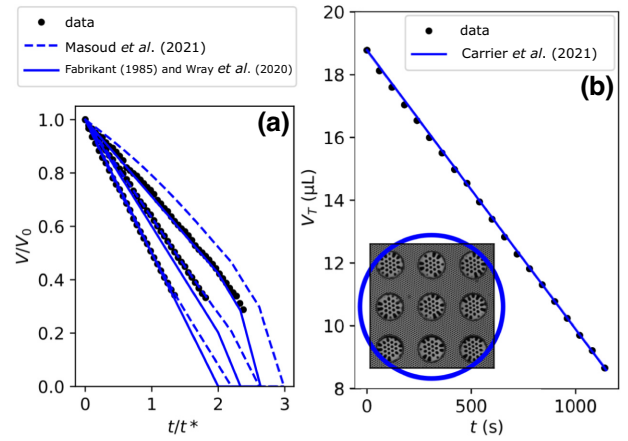 data
Masoud et al. (2021)
Fabrikant (1985) and Wray et al. (2020)
(a)
1.0
0.8
0.6
0.4
0.2
0.0
V/V₀
0 1 2 3
t/t*
data
Carrier et al. (2021)
(b)
20
18
16
14
12
10
8
V_T (μL)
0 500 1000
t (s)